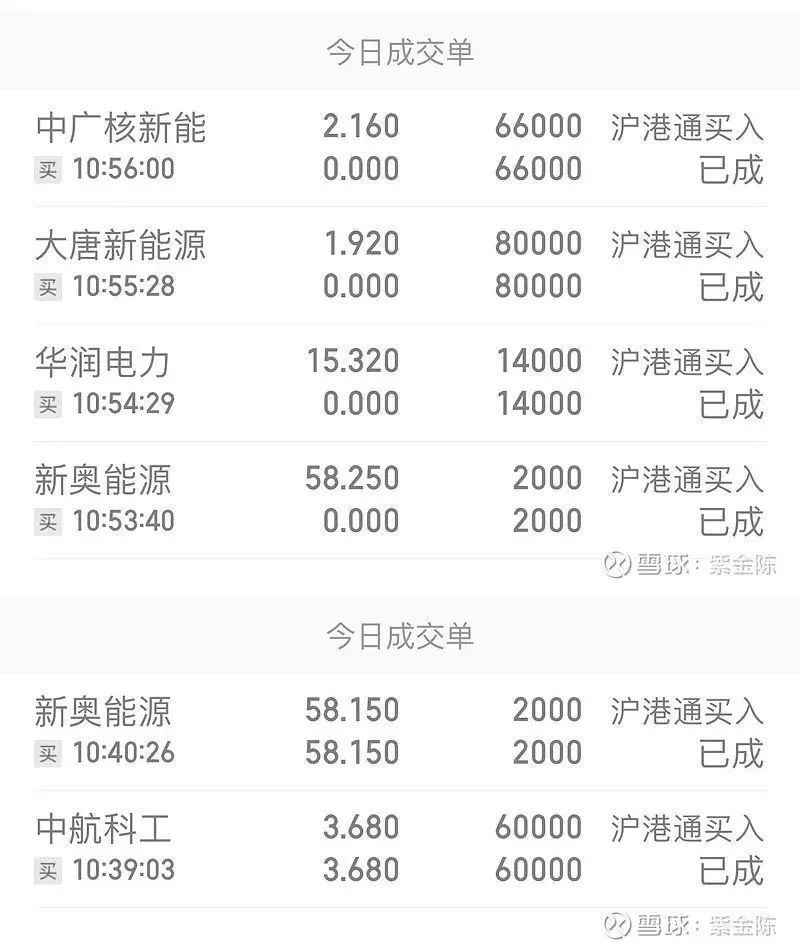 今日成交单
中广核新能 2.160 66000 沪港通买入
买 10:56:00 0.000 66000 已成
大唐新能源 1.920 80000 沪港通买入
买 10:55:28 0.000 80000 已成
华润电力 15.320 14000 沪港通买入
买 10:54:29 0.000 14000 已成
新奥能源 58.250 2000 沪港通买入
买 10:53:40 0.000 2000 已成
雪球：紫金陈
今日成交单
新奥能源 58.150 2000 沪港通买入
买 10:40:26 58.150 2000 已成
中航科工 3.680 60000 沪港通买入
买 10:39:03 3.680 60000 已成
雪球：紫金陈